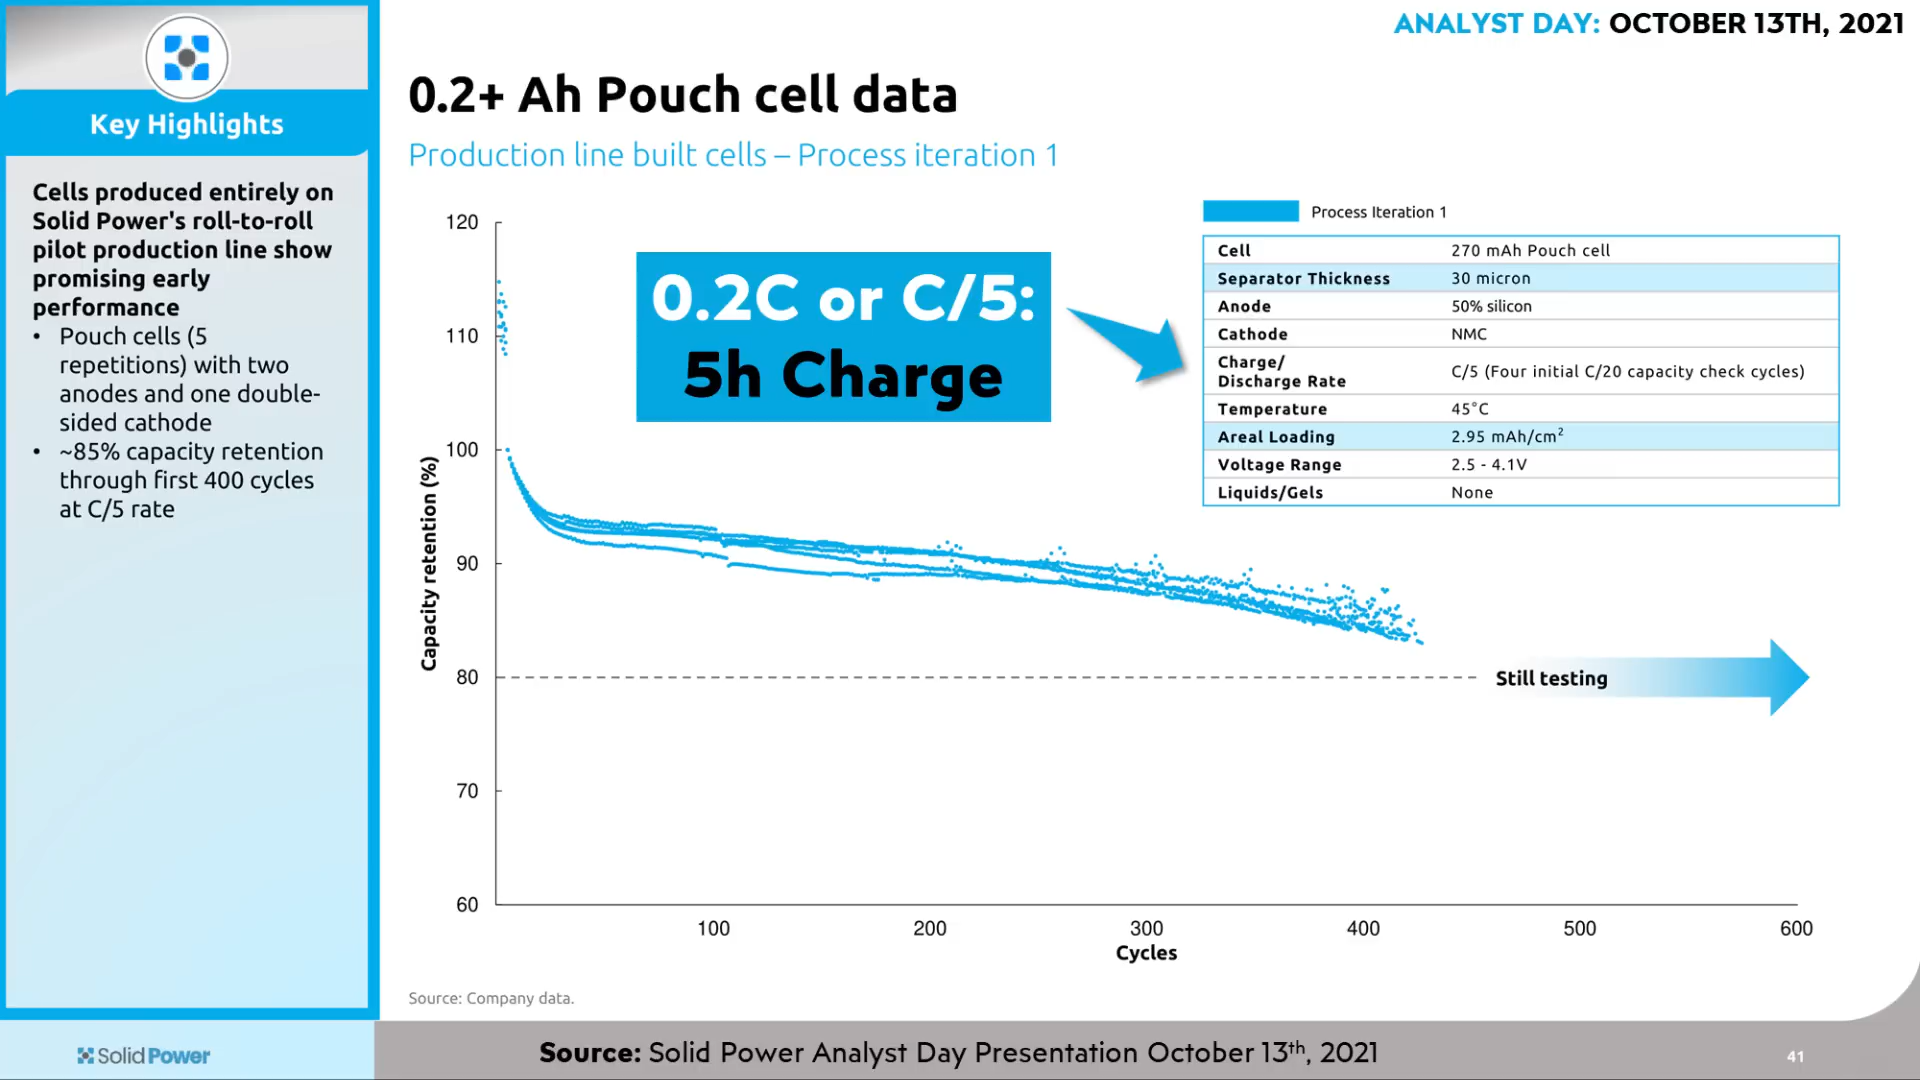 ANALYST DAY: OCTOBER 13TH, 2021
Key Highlights
Cells produced entirely on
Solid Power's roll-to-roll
pilot production line show
promising early
performance
• Pouch cells (5
repetitions) with two
anodes and one double-
sided cathode
• ~85% capacity retention
through first 400 cycles
at C/5 rate
0.2+ Ah Pouch cell data
Production line built cells – Process iteration 1
0.2C or C/5:
5h Charge
Process Iteration 1
Cell 270 mAh Pouch cell
Separator Thickness 30 micron
Anode 50% silicon
Cathode NMC
Charge/
Discharge Rate C/5 (Four initial C/20 capacity check cycles)
Temperature 45°C
Areal Loading 2.95 mAh/cm²
Voltage Range 2.5 - 4.1V
Liquids/Gels None
Capacity retention (%)
120
110
100
90
80
70
60
Still testing
100 200 300 400 500 600
Cycles
Source: Company data.
Solid Power
Source: Solid Power Analyst Day Presentation October 13th, 2021
41